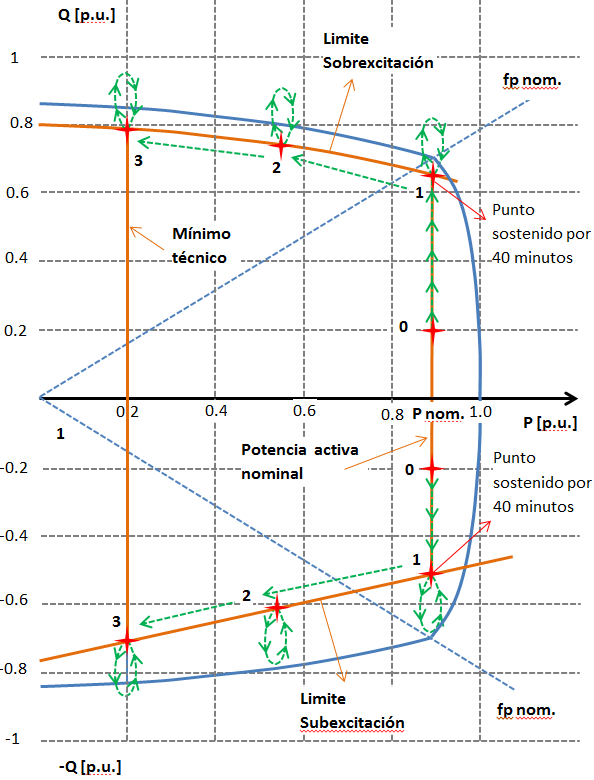 Q [p.u.]
1
Limite
Sobrexcitación
fp nom.
0.8
3
2
0.6
1
Punto
sostenido por
40 minutos
Mínimo
técnico
0.4
0
0.2
0.2
0.4
0.6
0.8
P nom.
1.0
P [p.u.]
1
Potencia activa
nominal
-0.2
0
Punto
sostenido por
40 minutos
-0.4
1
2
-0.6
3
-0.8
Limite
Subexcitación
fp nom.
-1
-Q [p.u.]